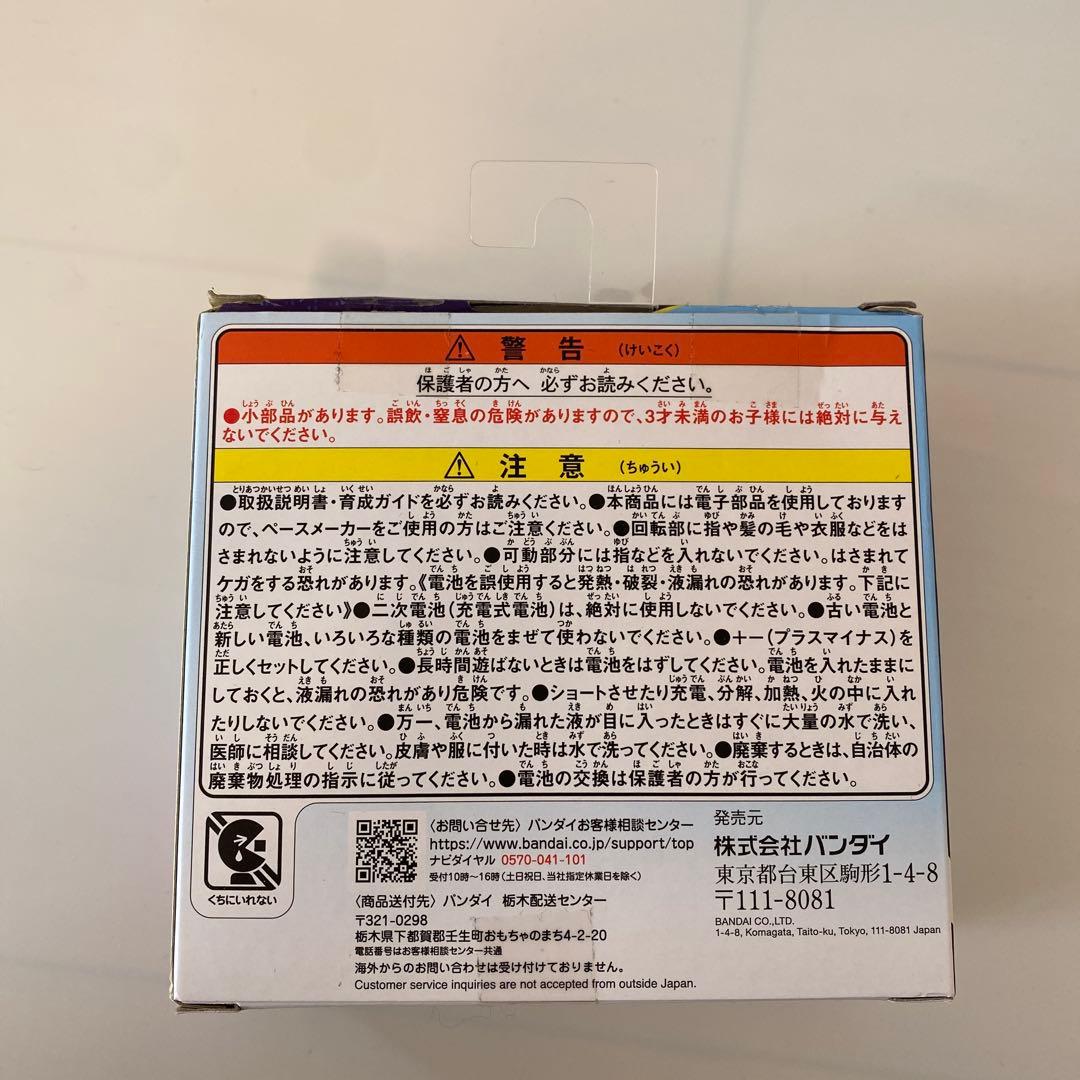 警告 (けいこく)
保護者の方へ 必ずお読みください。
●小部品があります。誤飲・窒息の危険がありますので、3才未満のお子様には絶対に与え
ないでください。
注意 (ちゅうい)
●取扱説明書・育成ガイドを必ずお読みください。●本商品には電子部品を使用しております
ので、ペースメーカーをご使用の方はご注意ください。●回転部に指や髪の毛や衣服などをは
さまれないように注意してください。●可動部分には指などを入れないでください。はさまれて
ケガをする恐れがあります。《電池を誤使用すると発熱・破裂・液漏れの恐れがあります。下記に
注意してください》●二次電池(充電式電池)は、絶対に使用しないでください。●古い電池と
新しい電池、いろいろな種類の電池をまぜて使わないでください。●+ー(プラスマイナス)を
正しくセットしてください。●長時間遊ばないときは電池をはずしてください。電池を入れたままに
しておくと、液漏れの恐れがあり危険です。●ショートさせたり充電、分解、加熱、火の中に入れ
たりしないでください。●万一、電池から漏れた液が目に入ったときはすぐに大量の水で洗い、
医師に相談してください。皮膚や服に付いた時は水で洗ってください。●廃棄するときは、自治体の
廃棄物処理の指示に従ってください。●電池の交換は保護者の方が行ってください。
くちにいれない
〈お問い合せ先〉バンダイお客様相談センター
https://www.bandai.co.jp/support/top
ナビダイヤル 0570-041-101
受付10時〜16時(土日祝日、当社指定休業日を除く)
〈商品送付先〉バンダイ 栃木配送センター
〒321-0298
栃木県下都賀郡壬生町おもちゃのまち4-2-20
電話番号はお客様相談センター共通
海外からのお問い合わせは受け付けておりません。
Customer service inquiries are not accepted from outside Japan.
発売元
株式会社バンダイ
東京都台東区駒形1-4-8
〒111-8081
BANDAI CO.,LTD.
1-4-8, Komagata, Taito-ku, Tokyo, 111-8081 Japan